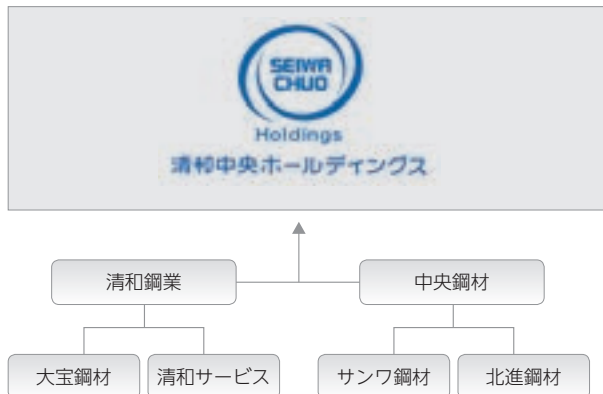 SEIWA
CHUO
Holdings
清和中央ホールディングス
清和鋼業
中央鋼材
大宝鋼材
清和サービス
サンワ鋼材
北進鋼材